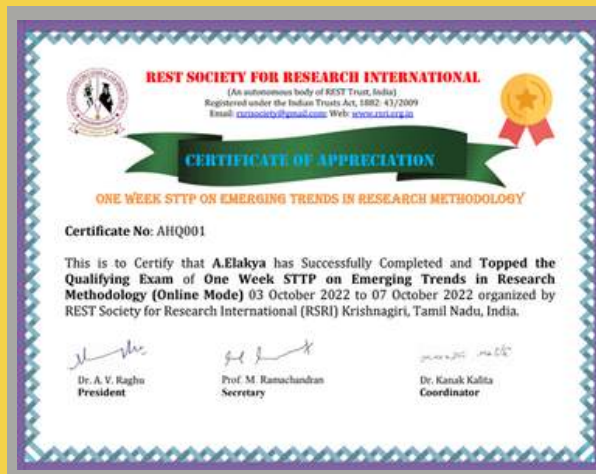 REST SOCIETY FOR RESEARCH INTERNATIONAL
(An autonomous body of REST Trust, India)
Registered under the Indian Trusts Act, 1882: 43/2009
Email: rsrisociety@gmail.com; Web: www.rsri.org.in
CERTIFICATE OF APPRECIATION
ONE WEEK STTP ON EMERGING TRENDS IN RESEARCH METHODOLOGY
Certificate No: AHQ001
This is to Certify that A.Elakya has Successfully Completed and Topped the
Qualifying Exam of One Week STTP on Emerging Trends in Research
Methodology (Online Mode) 03 October 2022 to 07 October 2022 organized by
REST Society for Research International (RSRI) Krishnagiri, Tamil Nadu, India.
Dr. A. V. Raghu
President
Prof. M. Ramachandran
Secretary
Dr. Kanak Kalita
Coordinator